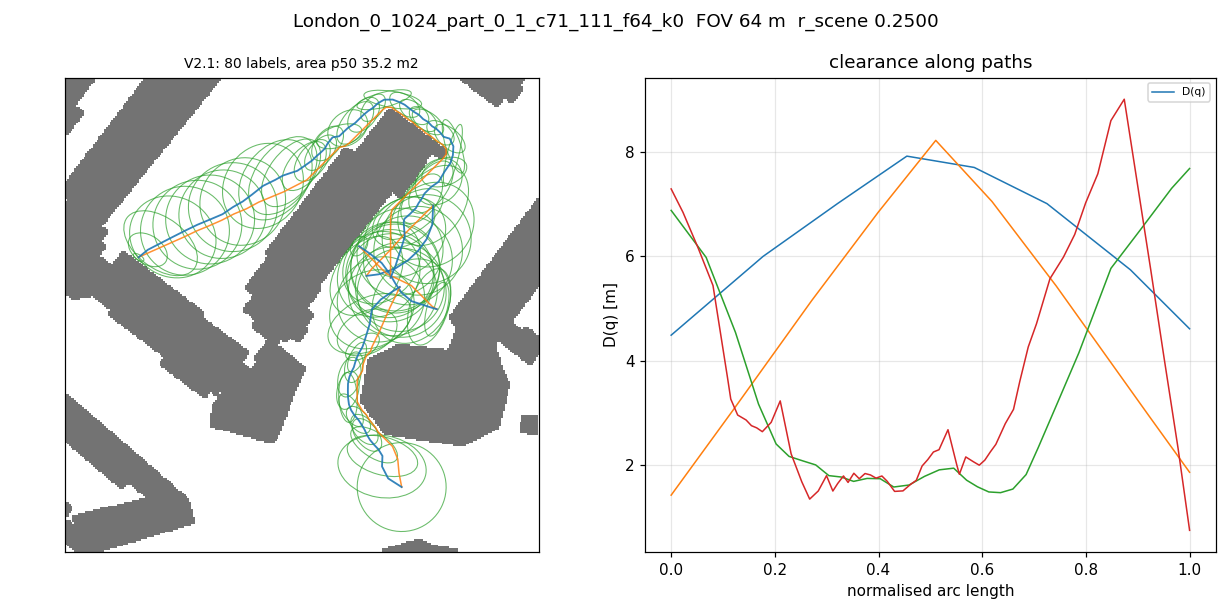 London_0_1024_part_0_1_c71_111_f64_k0  FOV 64 m  r_scene 0.2500
V2.1: 80 labels, area p50 35.2 m2
clearance along paths
D(q)
D(q) [m]
8
6
4
2
0.0 0.2 0.4 0.6 0.8 1.0
normalised arc length